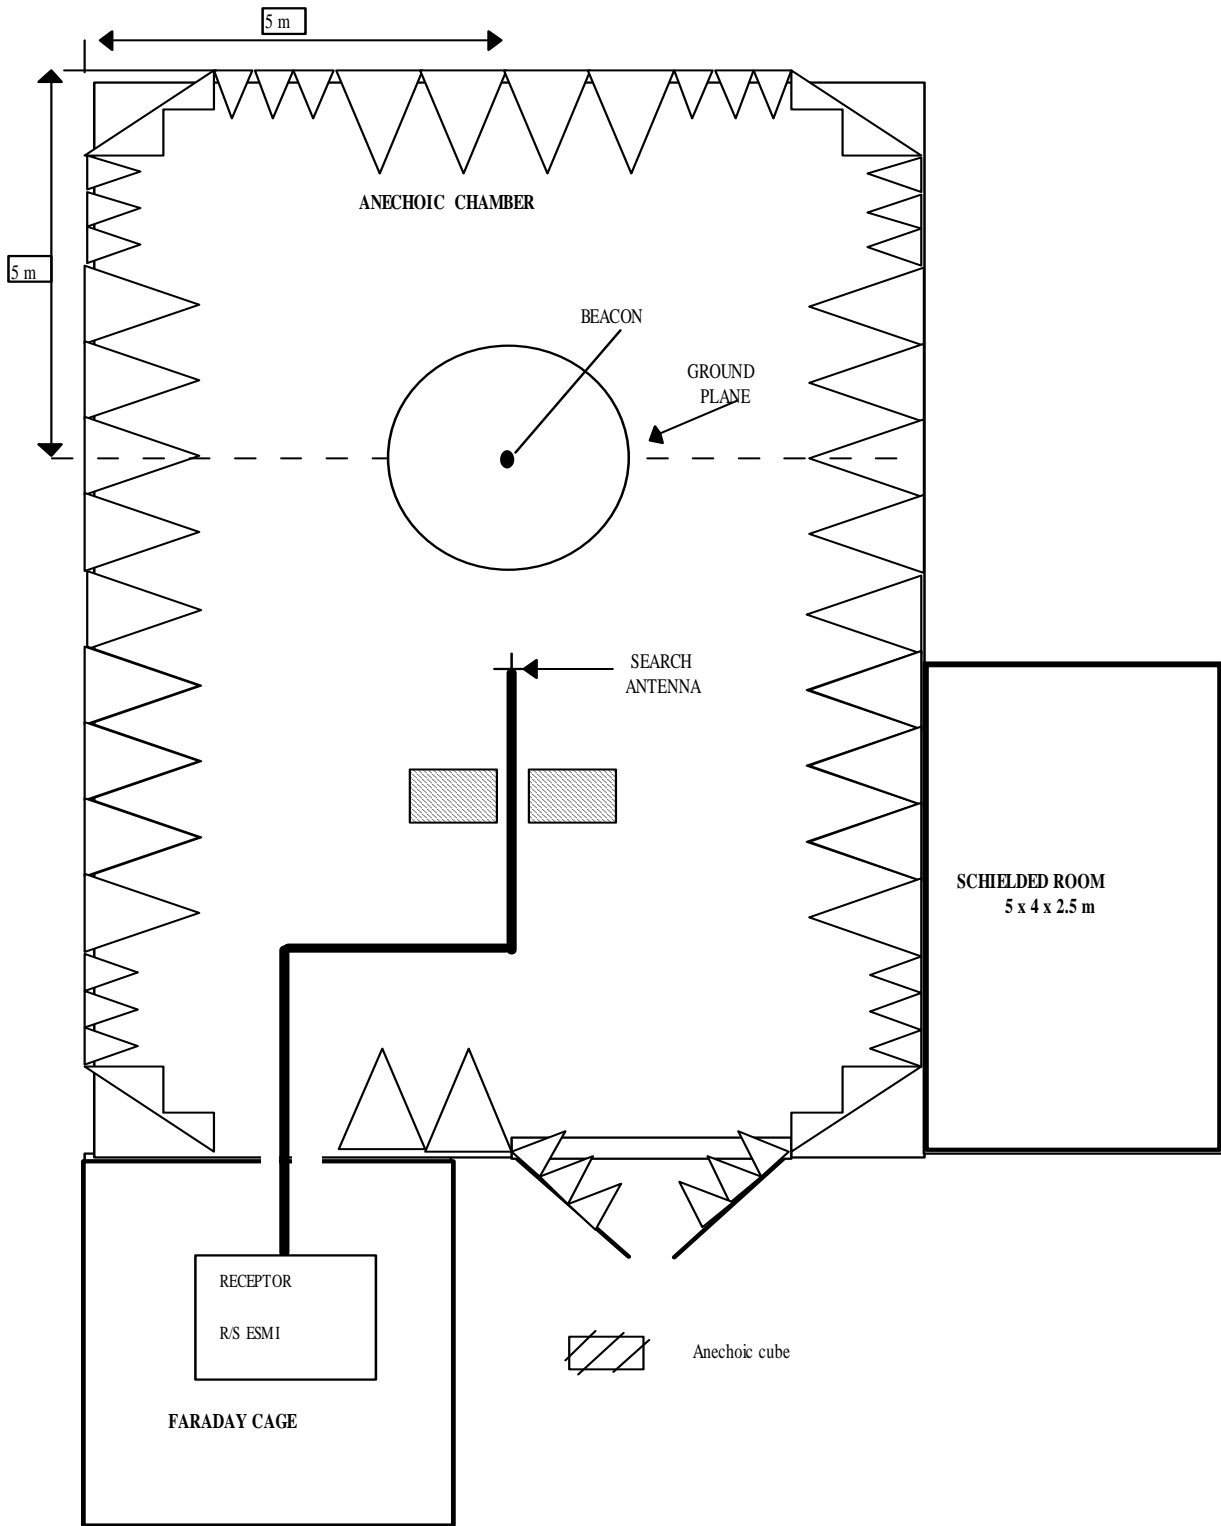 5 m
ANECHOIC CHAMBER
5 m
BEACON
GROUND
PLANE
SEARCH
ANTENNA
SCHIELDED ROOM
5 x 4 x 2.5 m
RECEPTOR
R/S ESMI
Anechoic cube
FARADAY CAGE